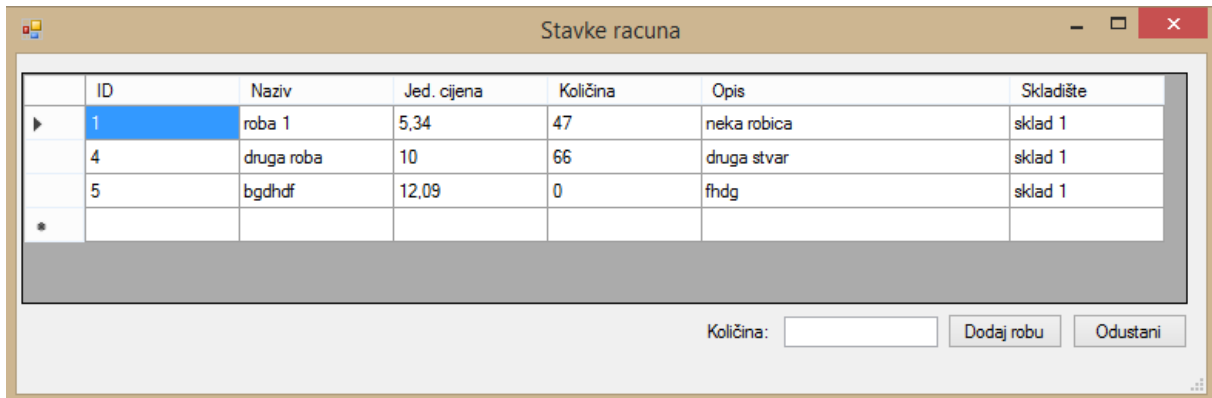 Stavke racuna
ID Naziv Jed. cijena Količina Opis Skladište
1 roba 1 5,34 47 neka robica sklad 1
4 druga roba 10 66 druga stvar sklad 1
5 bgdhdf 12,09 0 fhdg sklad 1
Količina: Dodaj robu Odustani